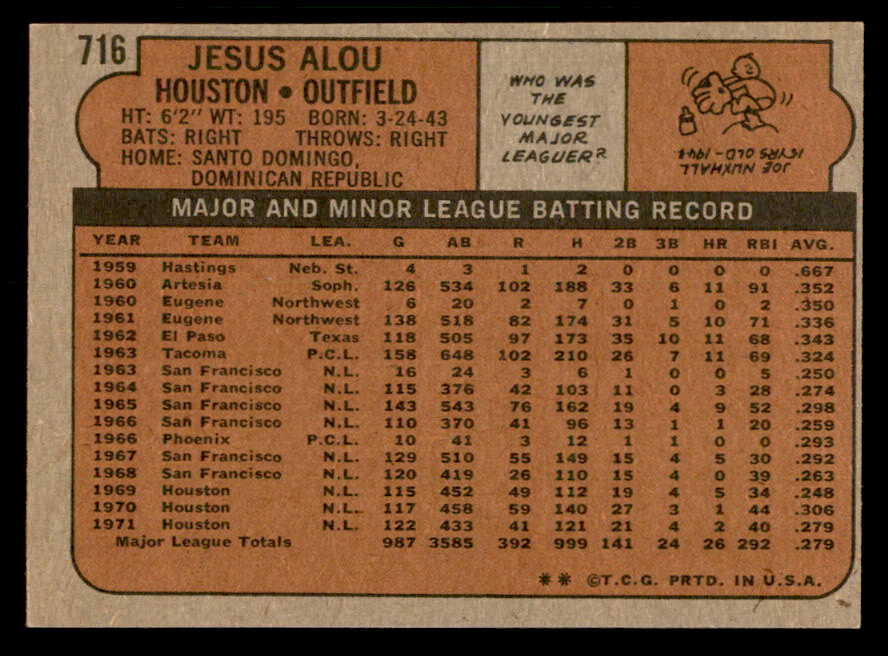 716
JESUS ALOU
HOUSTON • OUTFIELD
HT: 6'2" WT: 195 BORN: 3-24-43
BATS: RIGHT THROWS: RIGHT
HOME: SANTO DOMINGO,
DOMINICAN REPUBLIC
WHO WAS
THE
YOUNGEST
MAJOR
LEAGUER?
JOE NUXHALL
15 YRS OLD - 1944
MAJOR AND MINOR LEAGUE BATTING RECORD
YEAR TEAM LEA. G AB R H 2B 3B HR RBI AVG.
1959 Hastings Neb. St. 4 3 1 2 0 0 0 0 .667
1960 Artesia Soph. 126 534 102 188 33 6 11 91 .352
1960 Eugene Northwest 6 20 2 7 0 1 0 2 .350
1961 Eugene Northwest 138 518 82 174 31 5 10 71 .336
1962 El Paso Texas 118 505 97 173 35 10 11 68 .343
1963 Tacoma P.C.L. 158 648 102 210 26 7 11 69 .324
1963 San Francisco N.L. 16 24 3 6 1 0 0 5 .250
1964 San Francisco N.L. 115 376 42 103 11 0 3 28 .274
1965 San Francisco N.L. 143 543 76 162 19 4 9 52 .298
1966 San Francisco N.L. 110 370 41 96 13 1 1 20 .259
1966 Phoenix P.C.L. 10 41 3 12 1 1 0 0 .293
1967 San Francisco N.L. 129 510 55 149 15 4 5 30 .292
1968 San Francisco N.L. 120 419 26 110 15 4 0 39 .263
1969 Houston N.L. 115 452 49 112 19 4 5 34 .248
1970 Houston N.L. 117 458 59 140 27 3 1 44 .306
1971 Houston N.L. 122 433 41 121 21 4 2 40 .279
Major League Totals 987 3585 392 999 141 24 26 292 .279
** ©T.C.G. PRTD. IN U.S.A.